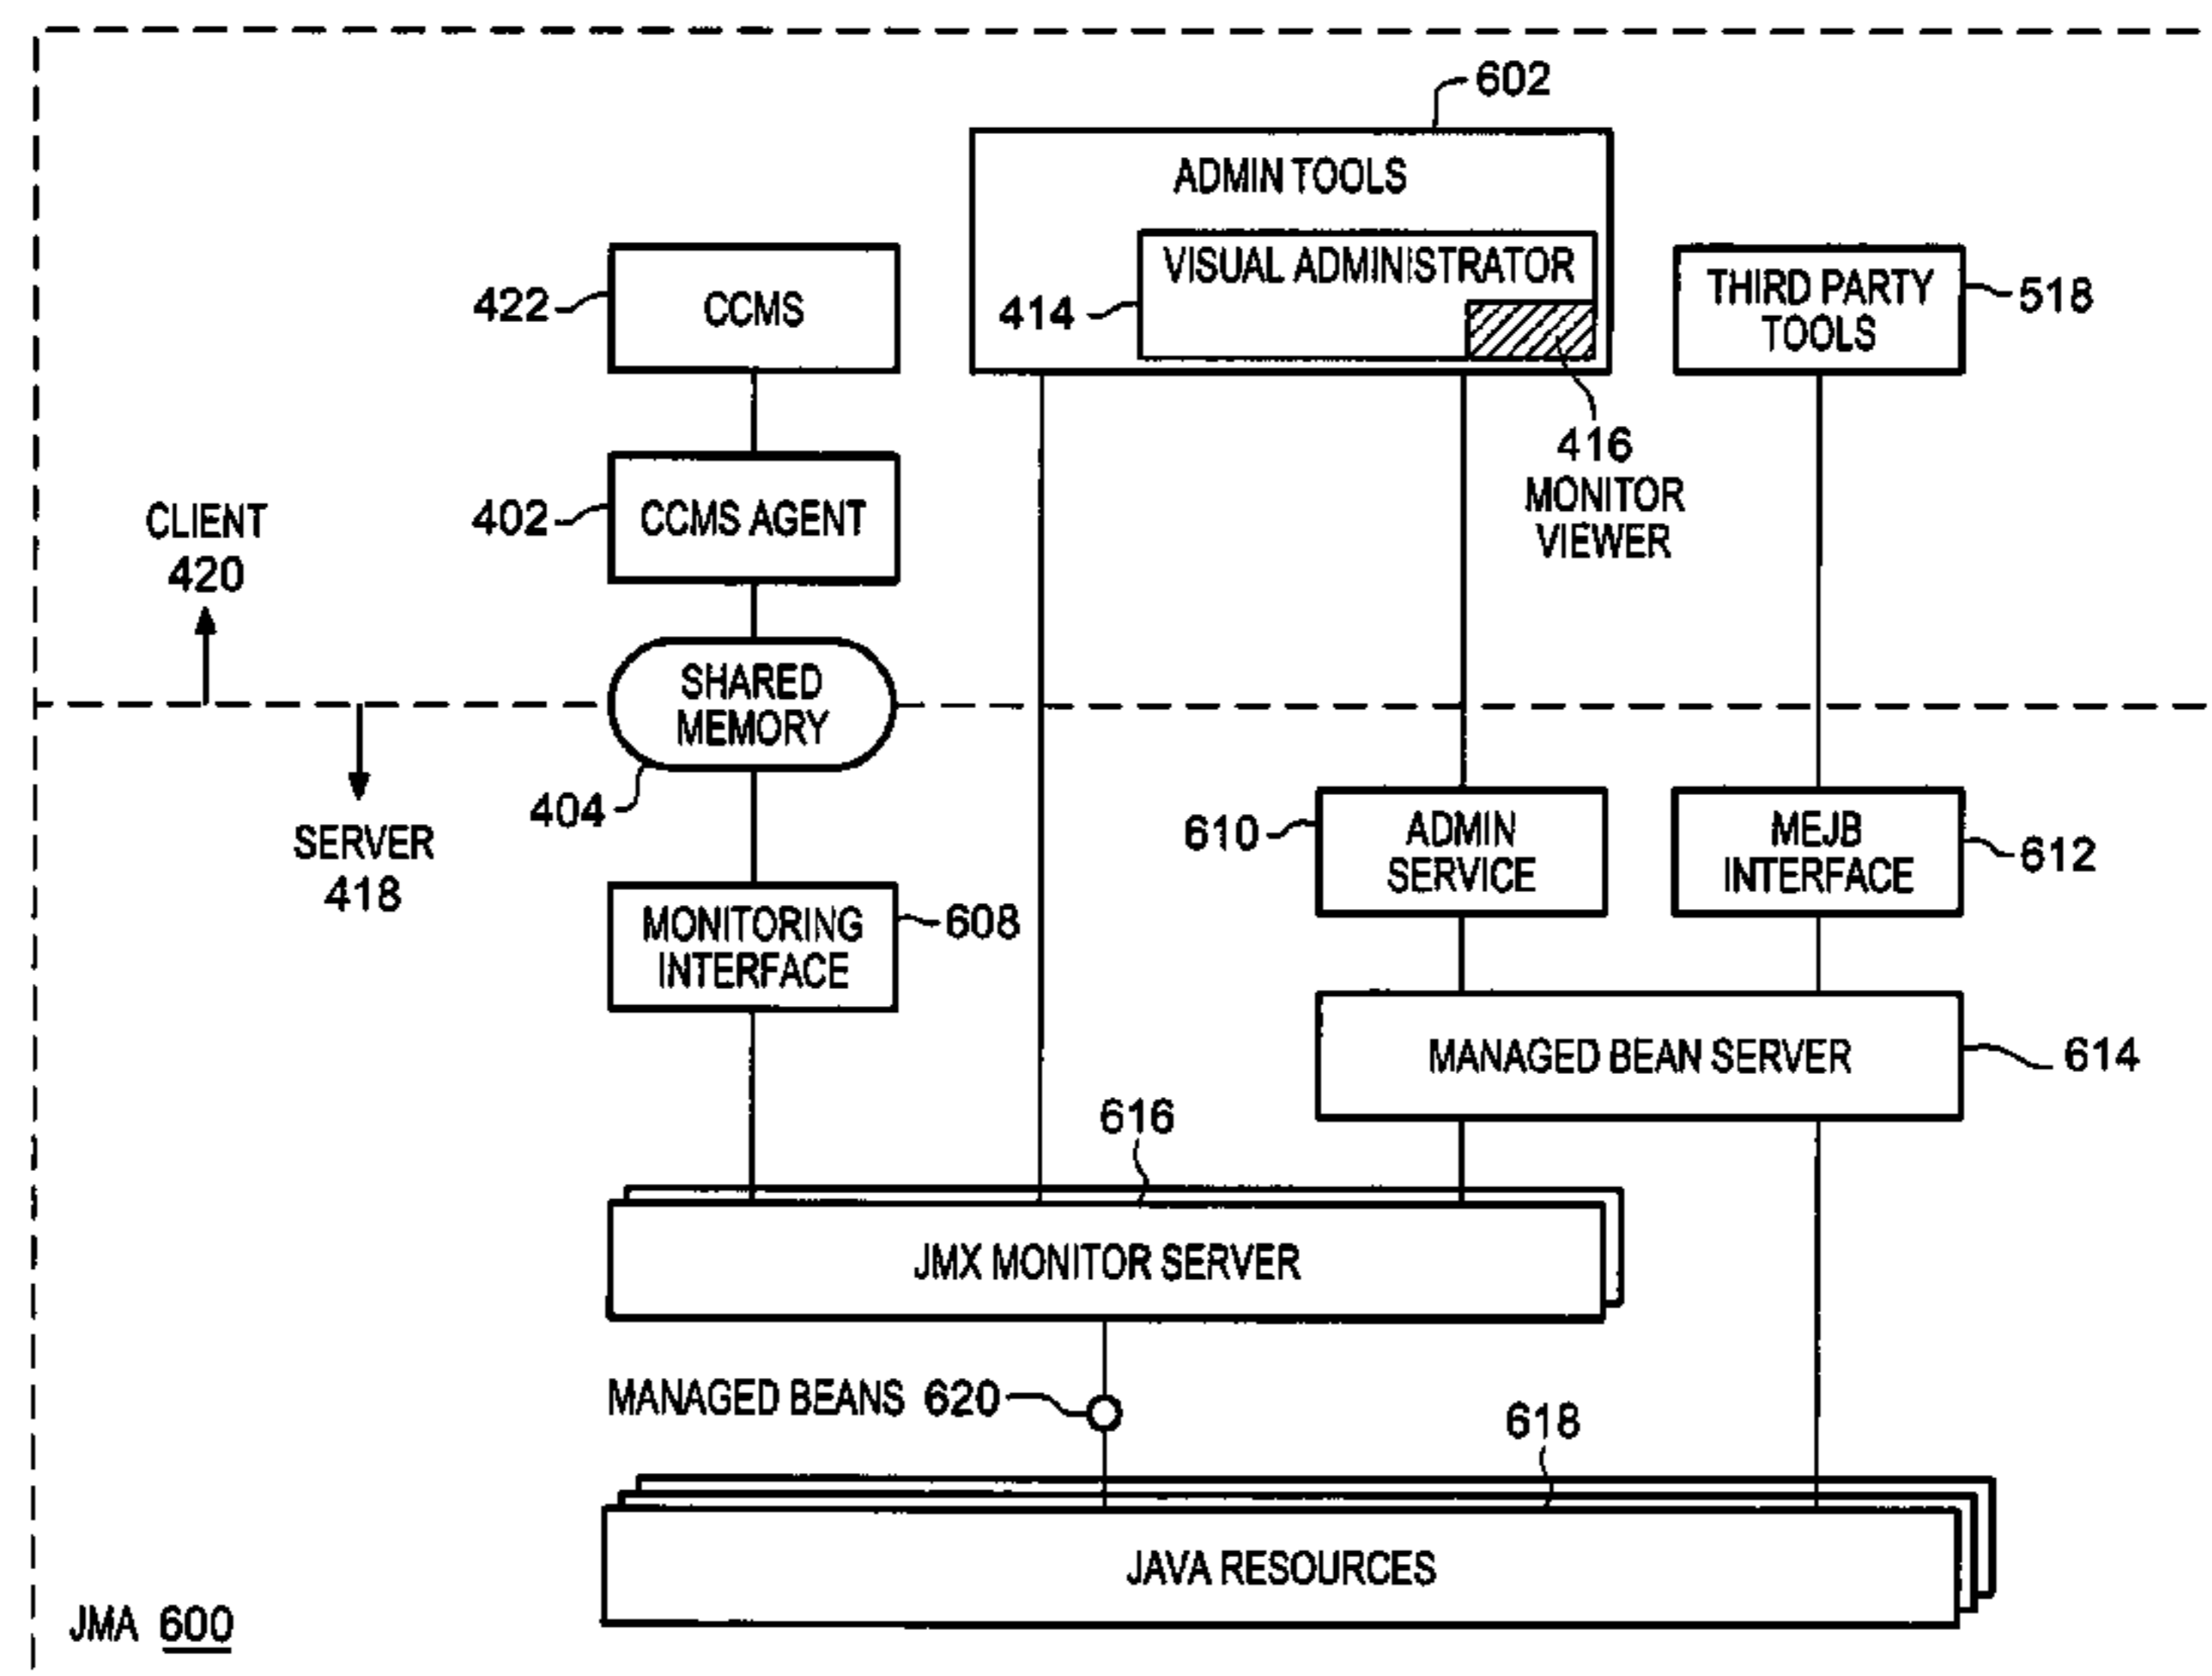 602
ADMIN TOOLS
VISUAL ADMINISTRATOR
414
416
MONITOR
VIEWER
422
CCMS
THIRD PARTY
TOOLS
518
402
CCMS AGENT
CLIENT
420
SHARED
MEMORY
404
SERVER
418
MONITORING
INTERFACE
608
610
ADMIN
SERVICE
MEJB
INTERFACE
612
MANAGED BEAN SERVER
614
616
JMX MONITOR SERVER
MANAGED BEANS 620
618
JAVA RESOURCES
JMA 600